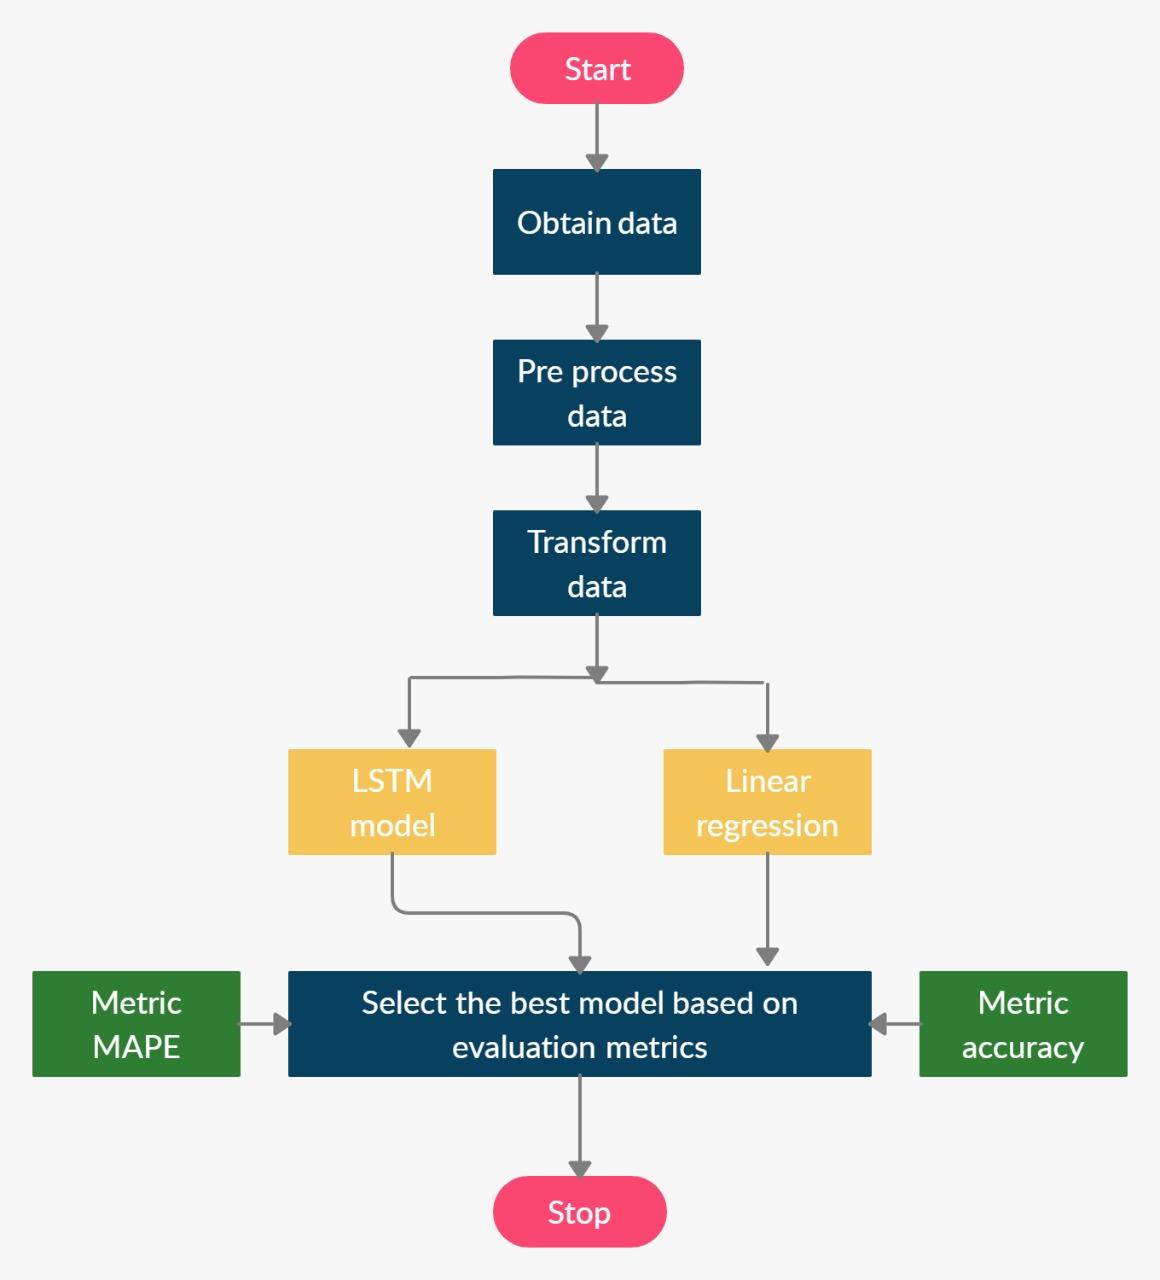 Start
Obtain data
Pre process
data
Transform
data
LSTM
model
Linear
regression
Metric
MAPE
Select the best model based on
evaluation metrics
Metric
accuracy
Stop